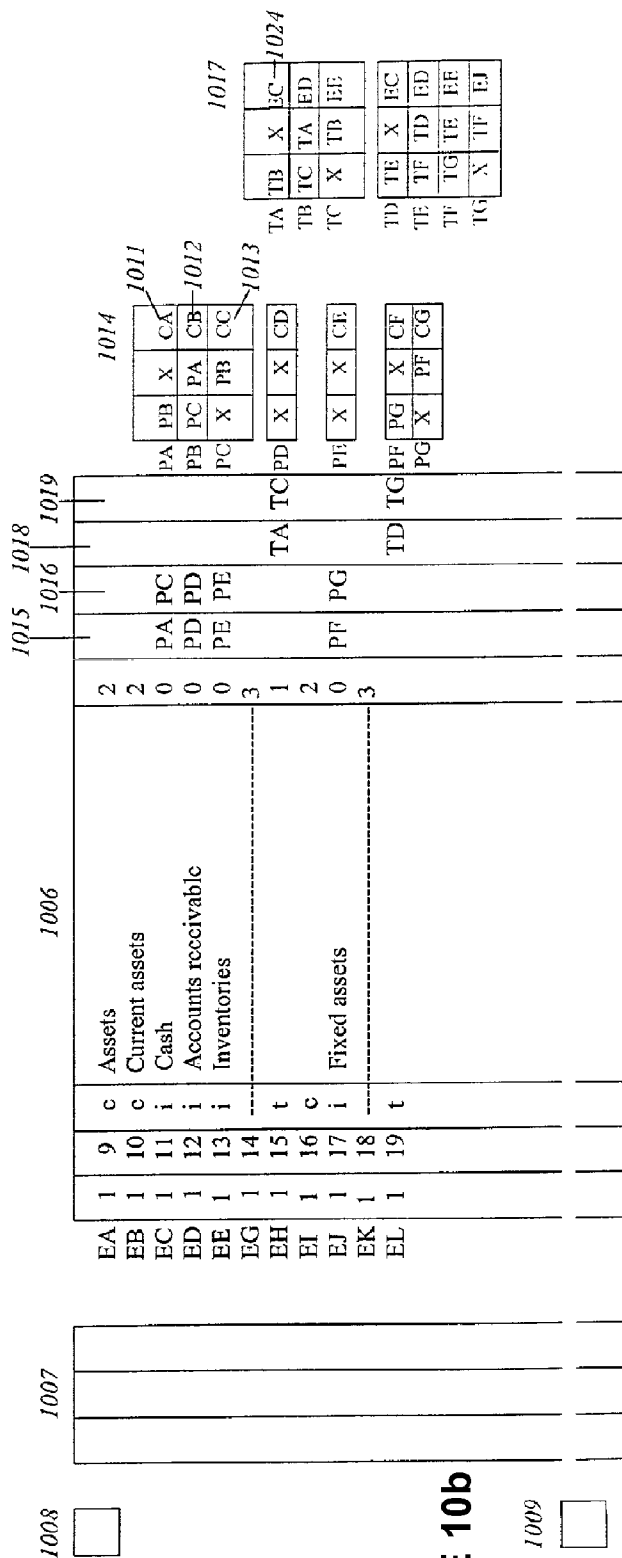 1008 1007 1006 1015 1016 1018 1019
1014 1011
1012
1013
1017
1024
EA 1 9 c Assets 2
EB 1 10 c Current assets 2
EC 1 11 i Cash 0 PA PC PA PB X CA
ED 1 12 i Accounts receivable 0 PD PD PB PC PA CB
EE 1 13 i Inventories 0 PE PE PC X PB CC
EG 1 14 ---------- 3
EH 1 15 t 1 TA TC PD X X CD TA TB X EC
EI 1 16 c 2 TB TC TA ED
EJ 1 17 i Fixed assets 0 PF PG PE X X CE TC X TB EE
EK 1 18 ---------- 3
EL 1 19 t TD TG PF PG X CF TD TE X EC
PG X PF CG TE TF TD ED
TF TG TE EE
TG X TF EJ
E 10b
1009